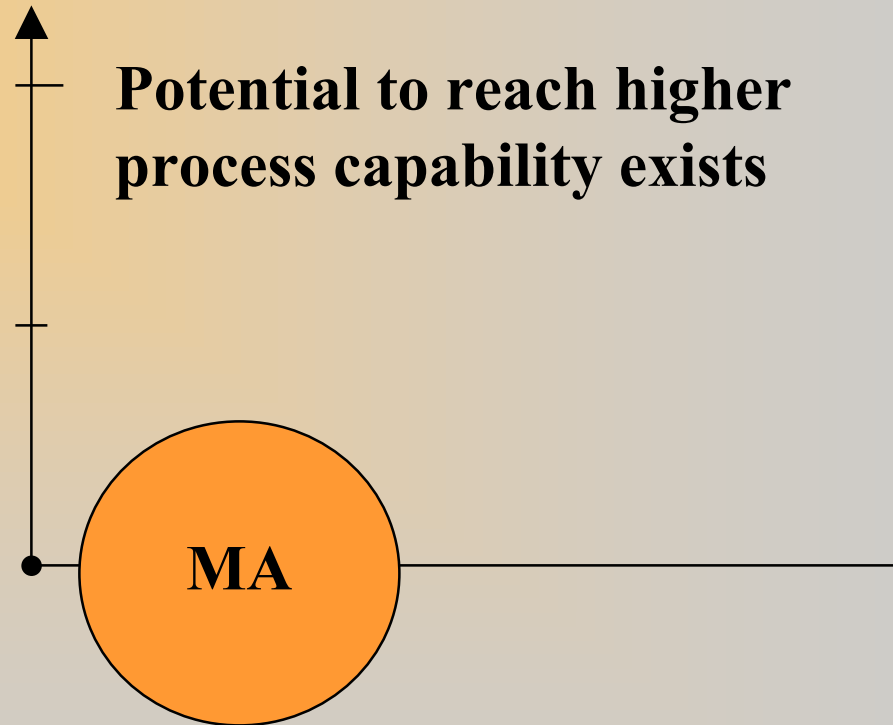 Potential to reach higher
process capability exists
MA